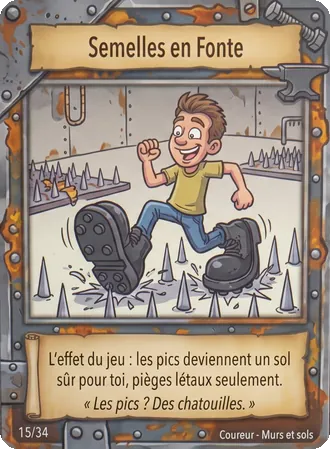 Semelles en Fonte
L'effet du jeu : les pics deviennent un sol
sûr pour toi, pièges létaux seulement.
« Les pics ? Des chatouilles. »
15/34
Coureur - Murs et sols